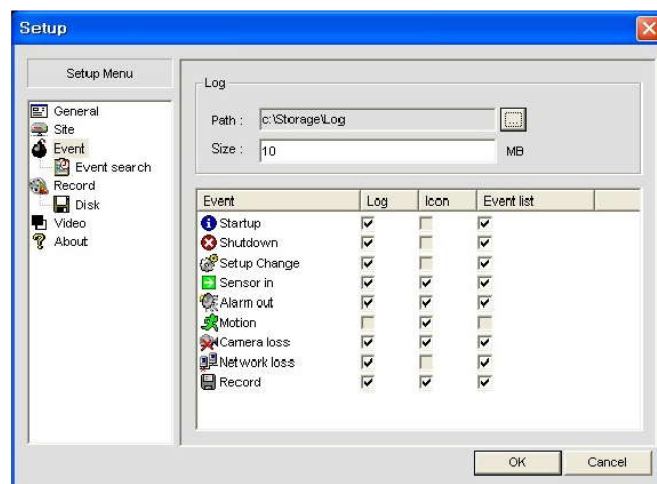 Setup
Setup Menu
General
Site
Event
Event search
Record
Disk
Video
About
Log
Path : c:\Storage\Log ...
Size : 10 MB
Event Log Icon Event list
Startup
Shutdown
Setup Change
Sensor in
Alarm out
Motion
Camera loss
Network loss
Record
OK Cancel